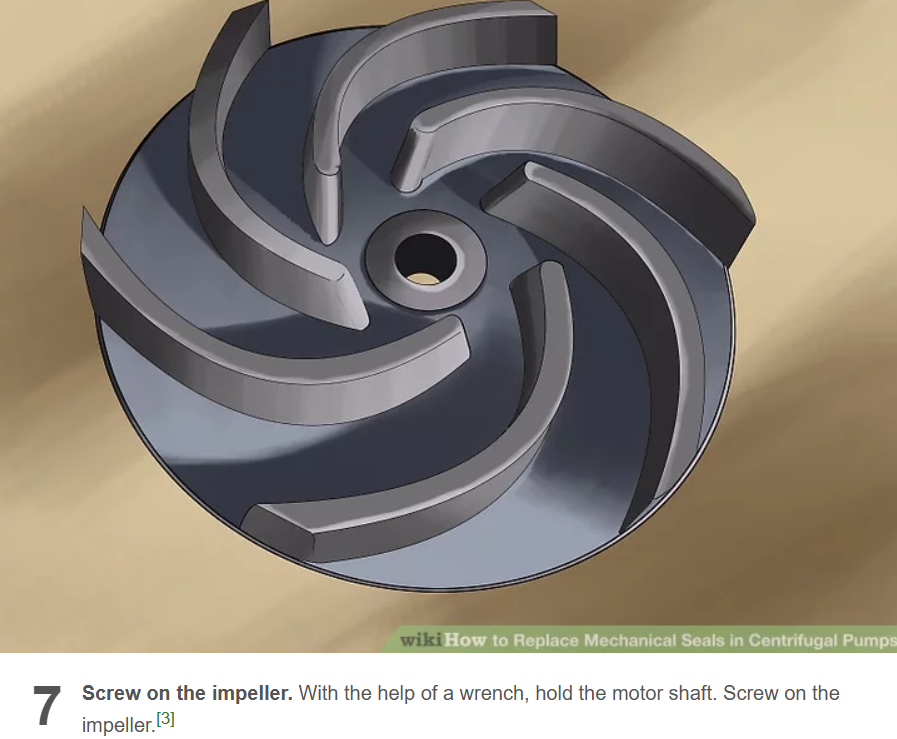 wikiHow to Replace Mechanical Seals in Centrifugal Pumps
7 Screw on the impeller. With the help of a wrench, hold the motor shaft. Screw on the
impeller.[3]